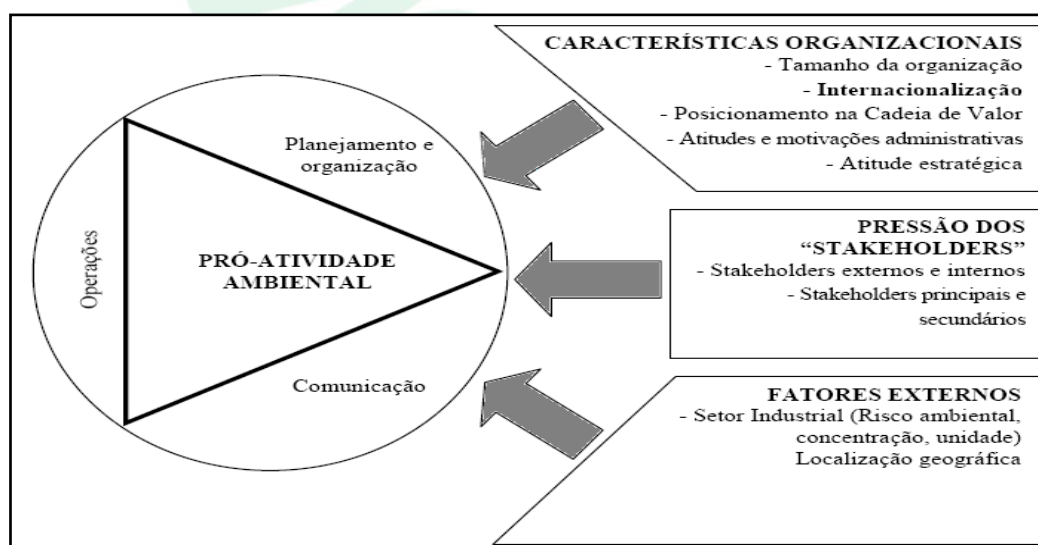 CARACTERÍSTICAS ORGANIZACIONAIS
- Tamanho da organização
- Internacionalização
- Posicionamento na Cadeia de Valor
- Atitudes e motivações administrativas
- Atitude estratégica
Planejamento e
organização
Operações
PRÓ-ATIVIDADE
AMBIENTAL
Comunicação
PRESSÃO DOS
“STAKEHOLDERS”
- Stakeholders externos e internos
- Stakeholders principais e
secundários
FATORES EXTERNOS
- Setor Industrial (Risco ambiental,
concentração, unidade)
Localização geográfica